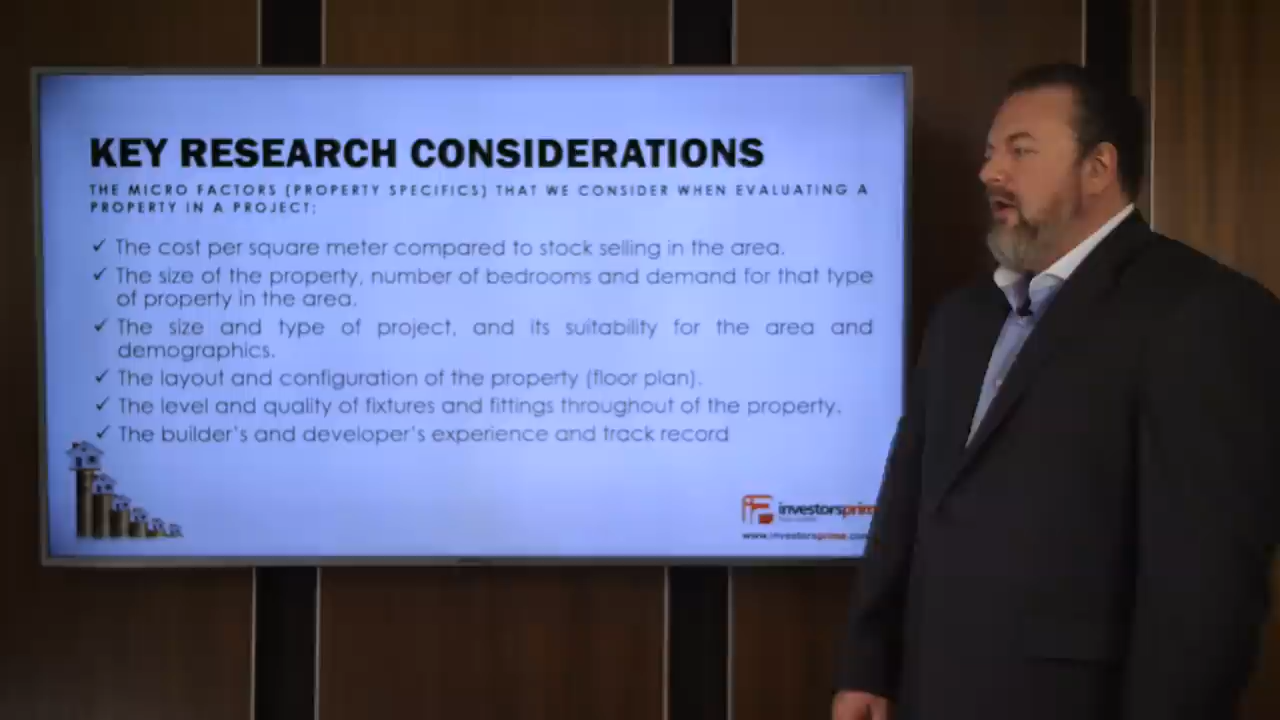 KEY RESEARCH CONSIDERATIONS
THE MICRO FACTORS (PROPERTY SPECIFICS) THAT WE CONSIDER WHEN EVALUATING A
PROPERTY IN A PROJECT;
✓ The cost per square meter compared to stock selling in the area.
✓ The size of the property, number of bedrooms and demand for that type
of property in the area.
✓ The size and type of project, and its suitability for the area and
demographics.
✓ The layout and configuration of the property (floor plan).
✓ The level and quality of fixtures and fittings throughout of the property.
✓ The builder's and developer's experience and track record
investorsprim
www.investorsprime.com